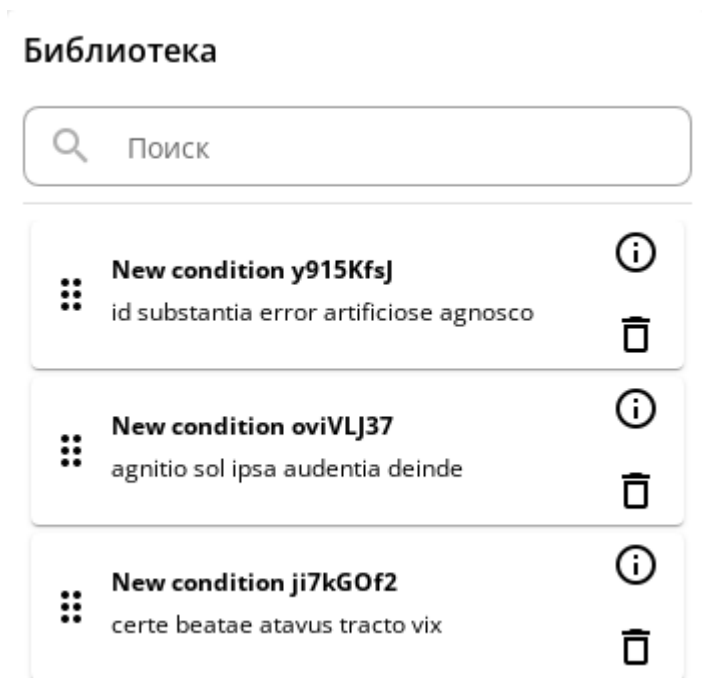 Библиотека
Поиск
New condition y915KfsJ
id substantia error artificiose agnosco
New condition oviVLJ37
agnitio sol ipsa audentia deinde
New condition ji7kGOf2
certe beatae atavus tracto vix